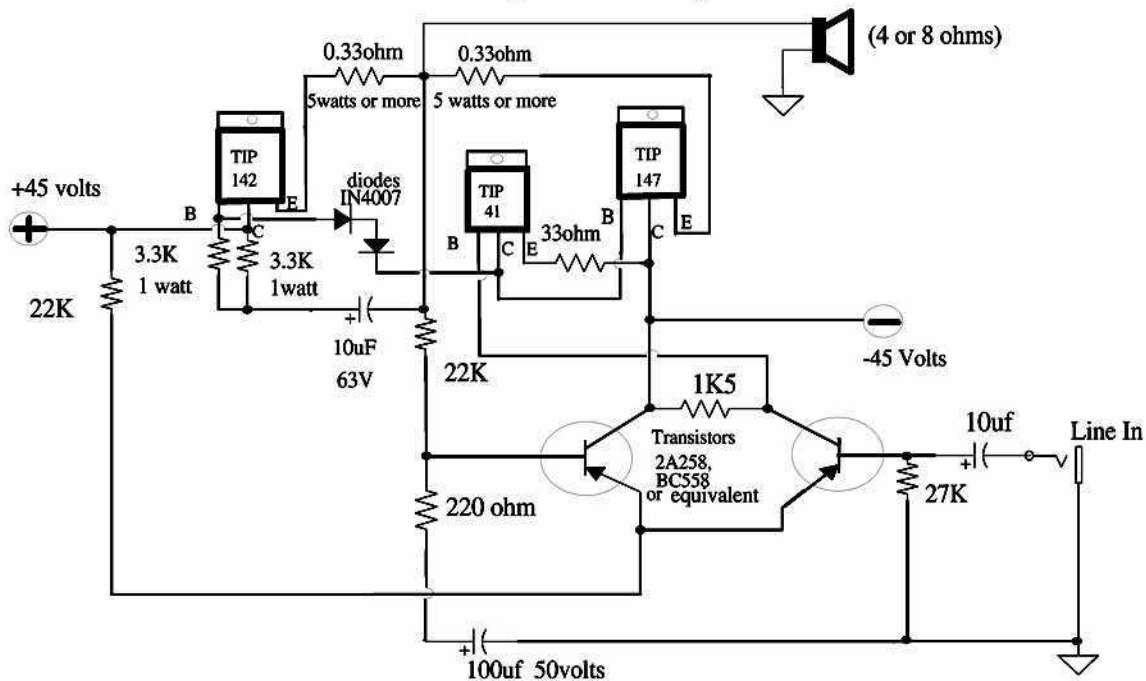 (4 or 8 ohms)
0.33ohm
0.33ohm
5watts or more
5 watts or more
TIP
142
TIP
41
TIP
147
+45 volts
B
E
C
diodes
IN4007
B
C
E
B
E
33ohm
3.3K
1 watt
3.3K
1watt
22K
+
10uF
63V
22K
-45 Volts
1K5
Transistors
2A258,
BC558
or equivalent
10uf
+
Line In
27K
220 ohm
+
100uf 50volts
C